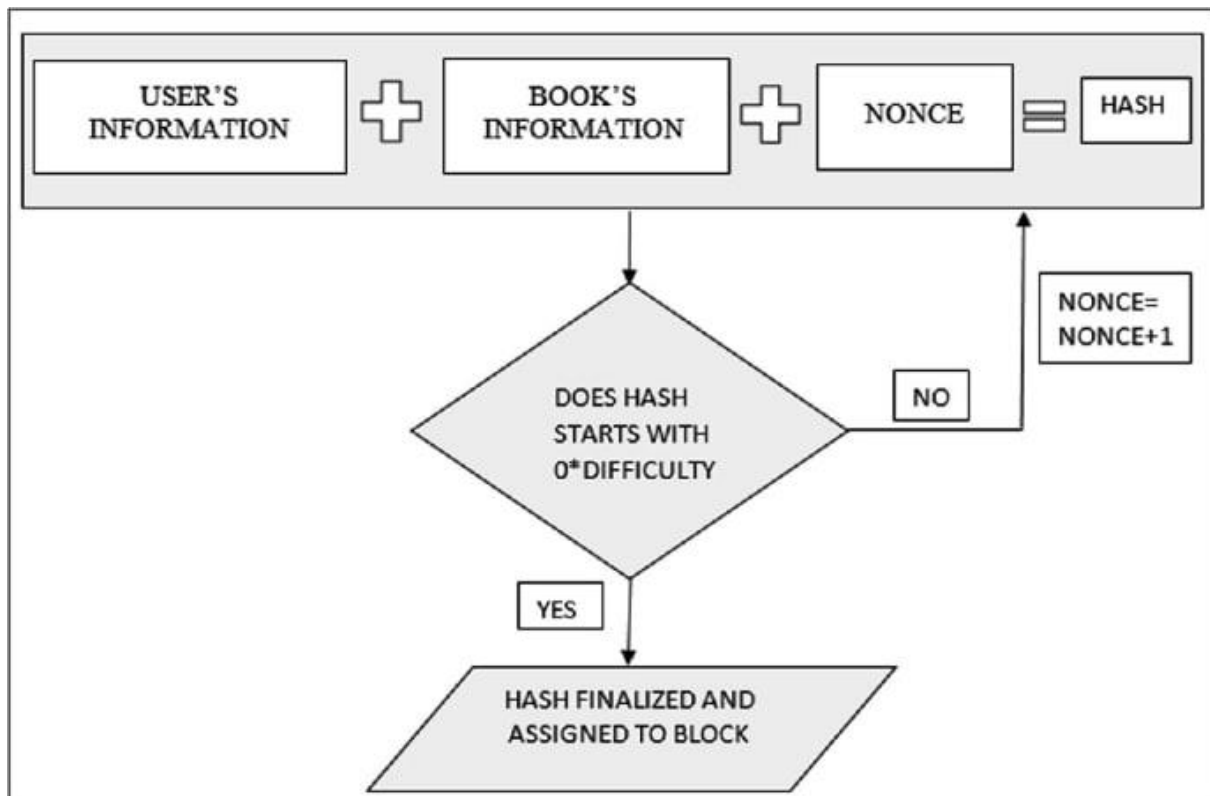 USER'S
INFORMATION
BOOK'S
INFORMATION
NONCE
HASH
NONCE=
NONCE+1
NO
DOES HASH
STARTS WITH
0*DIFFICULTY
YES
HASH FINALIZED AND
ASSIGNED TO BLOCK